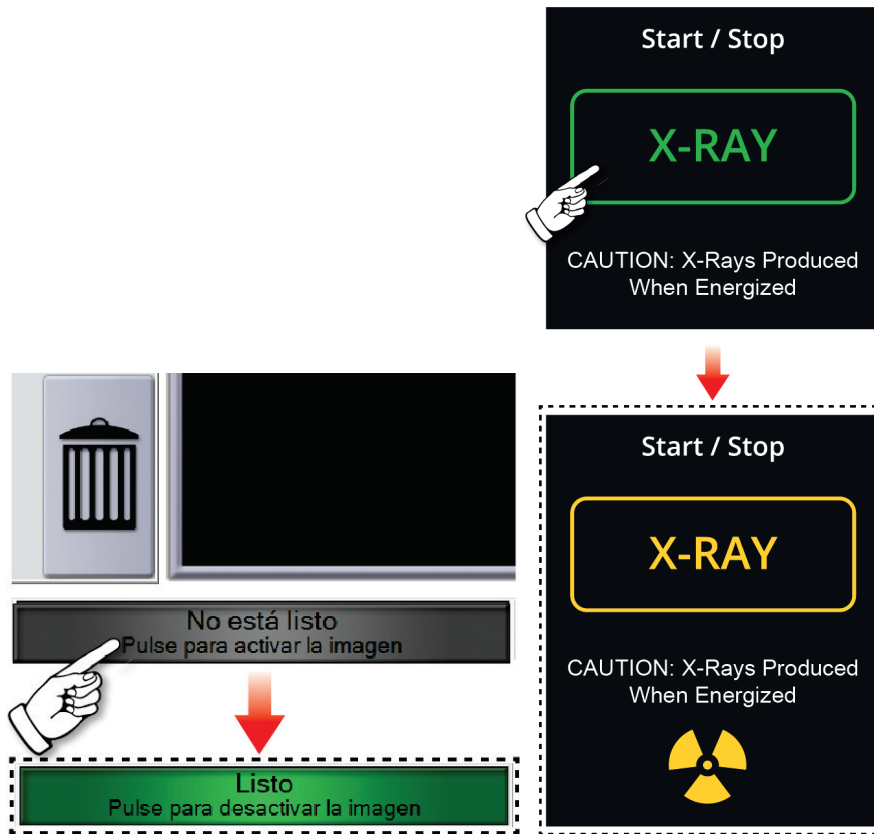 Start / Stop
X-RAY
CAUTION: X-Rays Produced
When Energized
No está listo
Pulse para activar la imagen
Listo
Pulse para desactivar la imagen
Start / Stop
X-RAY
CAUTION: X-Rays Produced
When Energized